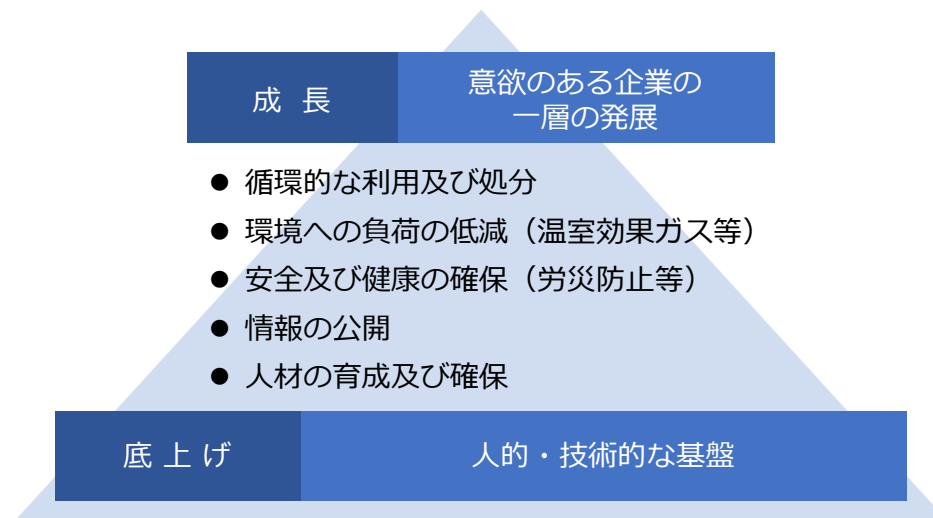 成 長
意欲のある企業の
一層の発展
● 循環的な利用及び処分
● 環境への負荷の低減（温室効果ガス等）
● 安全及び健康の確保（労災防止等）
● 情報の公開
● 人材の育成及び確保
底 上 げ
人的・技術的な基盤